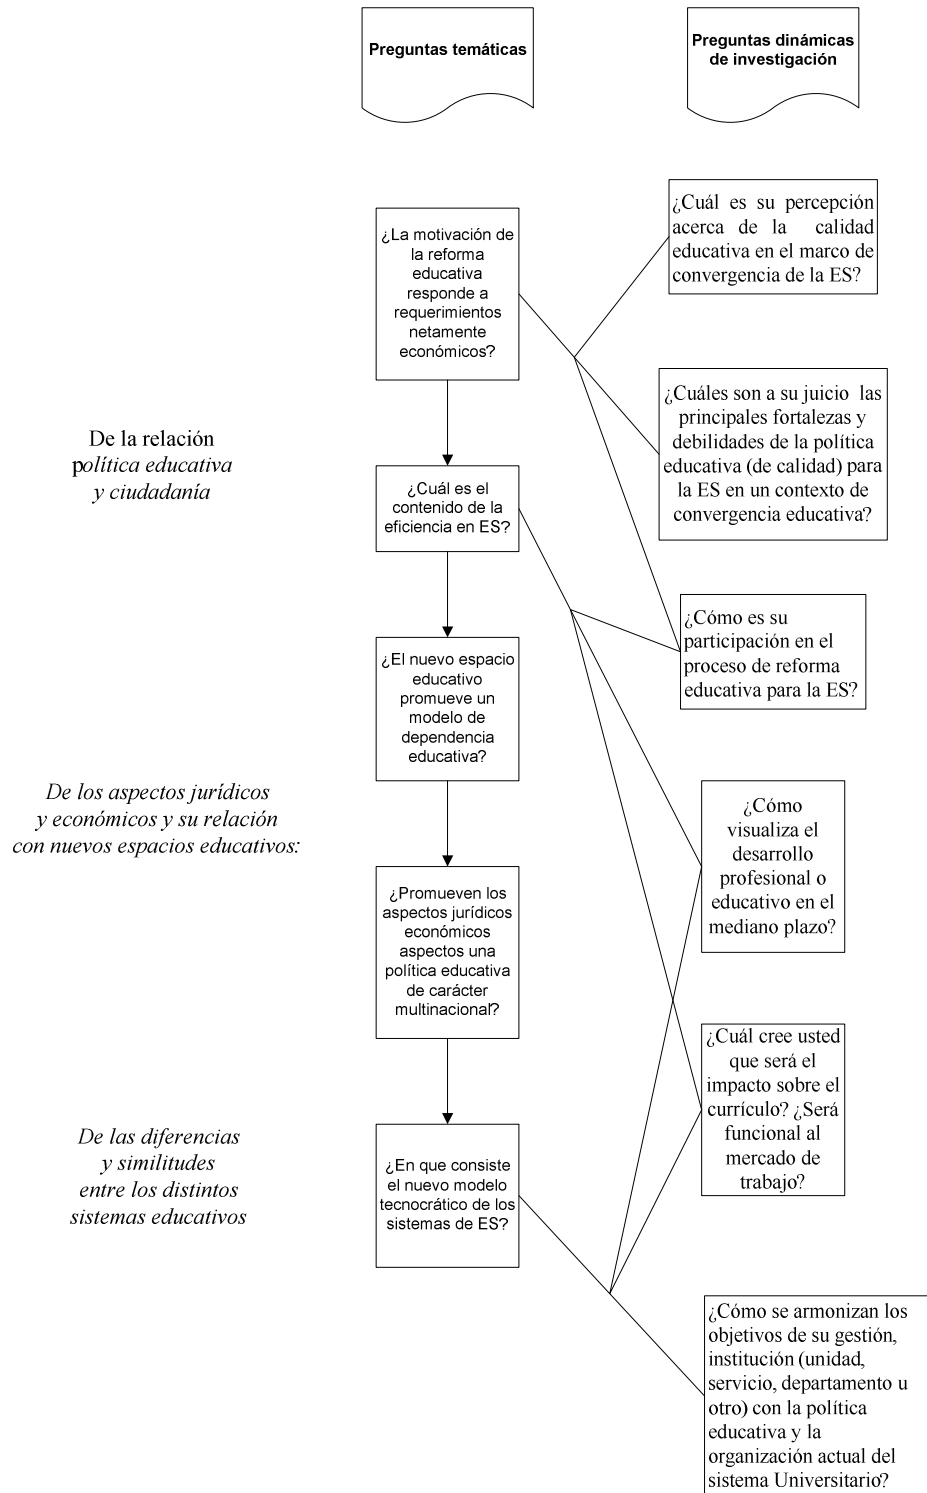 Preguntas temáticas
Preguntas dinámicas
de investigación
¿La motivación de
la reforma
educativa
responde a
requerimientos
netamente
económicos?
¿Cuál es su percepción
acerca de la calidad
educativa en el marco de
convergencia de la ES?
¿Cuáles son a su juicio las
principales fortalezas y
debilidades de la política
educativa (de calidad) para
la ES en un contexto de
convergencia educativa?
De la relación
política educativa
y ciudadanía
¿Cuál es el
contenido de la
eficiencia en ES?
¿Cómo es su
participación en el
proceso de reforma
educativa para la ES?
¿El nuevo espacio
educativo
promueve un
modelo de
dependencia
educativa?
De los aspectos jurídicos
y económicos y su relación
con nuevos espacios educativos:
¿Cómo
visualiza el
desarrollo
profesional o
educativo en el
mediano plazo?
¿Promueven los
aspectos jurídicos
económicos
aspectos una
política educativa
de carácter
multinacional?
¿Cuál cree usted
que será el
impacto sobre el
currículo? ¿Será
funcional al
mercado de
trabajo?
De las diferencias
y similitudes
entre los distintos
sistemas educativos
¿En que consiste
el nuevo modelo
tecnocrático de los
sistemas de ES?
¿Cómo se armonizan los
objetivos de su gestión,
institución (unidad,
servicio, departamento u
otro) con la política
educativa y la
organización actual del
sistema Universitario?